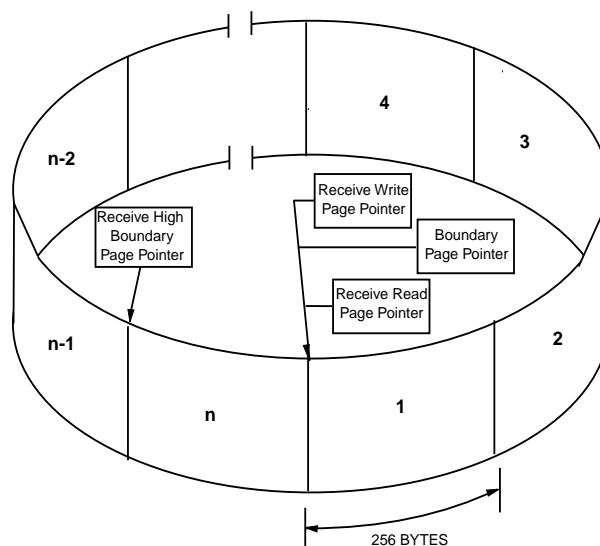 4
3
n-2
Receive Write
Page Pointer
Receive High
Boundary
Page Pointer
Boundary
Page Pointer
Receive Read
Page Pointer
n-1
2
n
1
256 BYTES